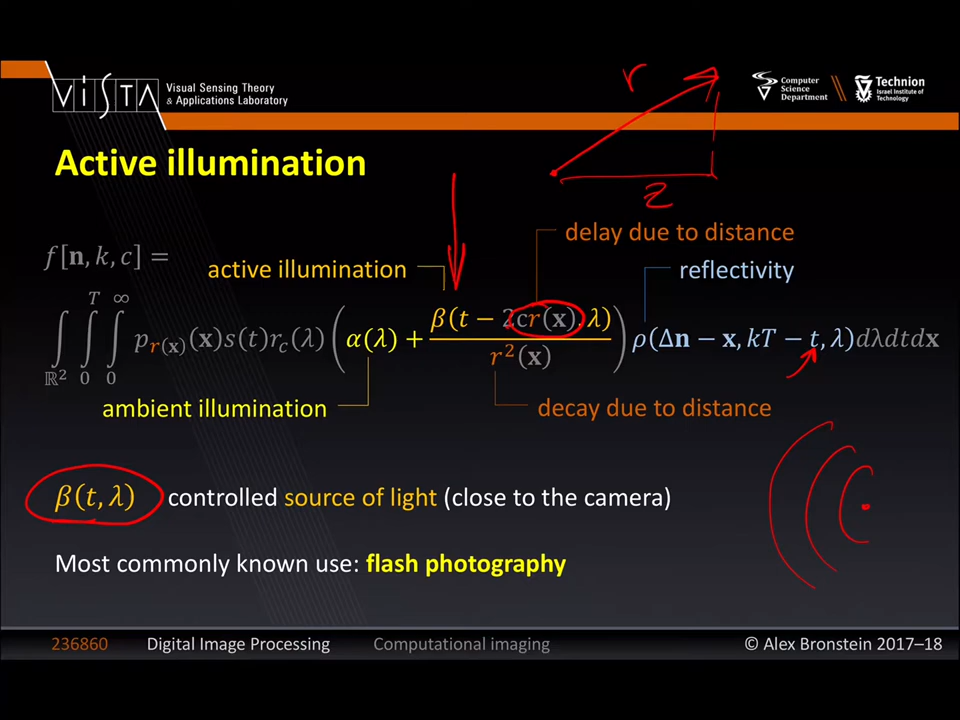 VISTA Visual Sensing Theory & Applications Laboratory
Computer Science Department
Technion Israel Institute of Technology
r
z
Active illumination
delay due to distance
f[n, k, c] =
active illumination
reflectivity
∫_{ℝ²} ∫_0^T ∫_0^∞ p_{r(x)}(x)s(t)r_c(λ) ( α(λ) + β(t − 2cr(x), λ) / r²(x) ) ρ(Δn − x, kT − t, λ)dλdtdx
ambient illumination
decay due to distance
β(t, λ) controlled source of light (close to the camera)
Most commonly known use: flash photography
236860 Digital Image Processing Computational imaging © Alex Bronstein 2017–18